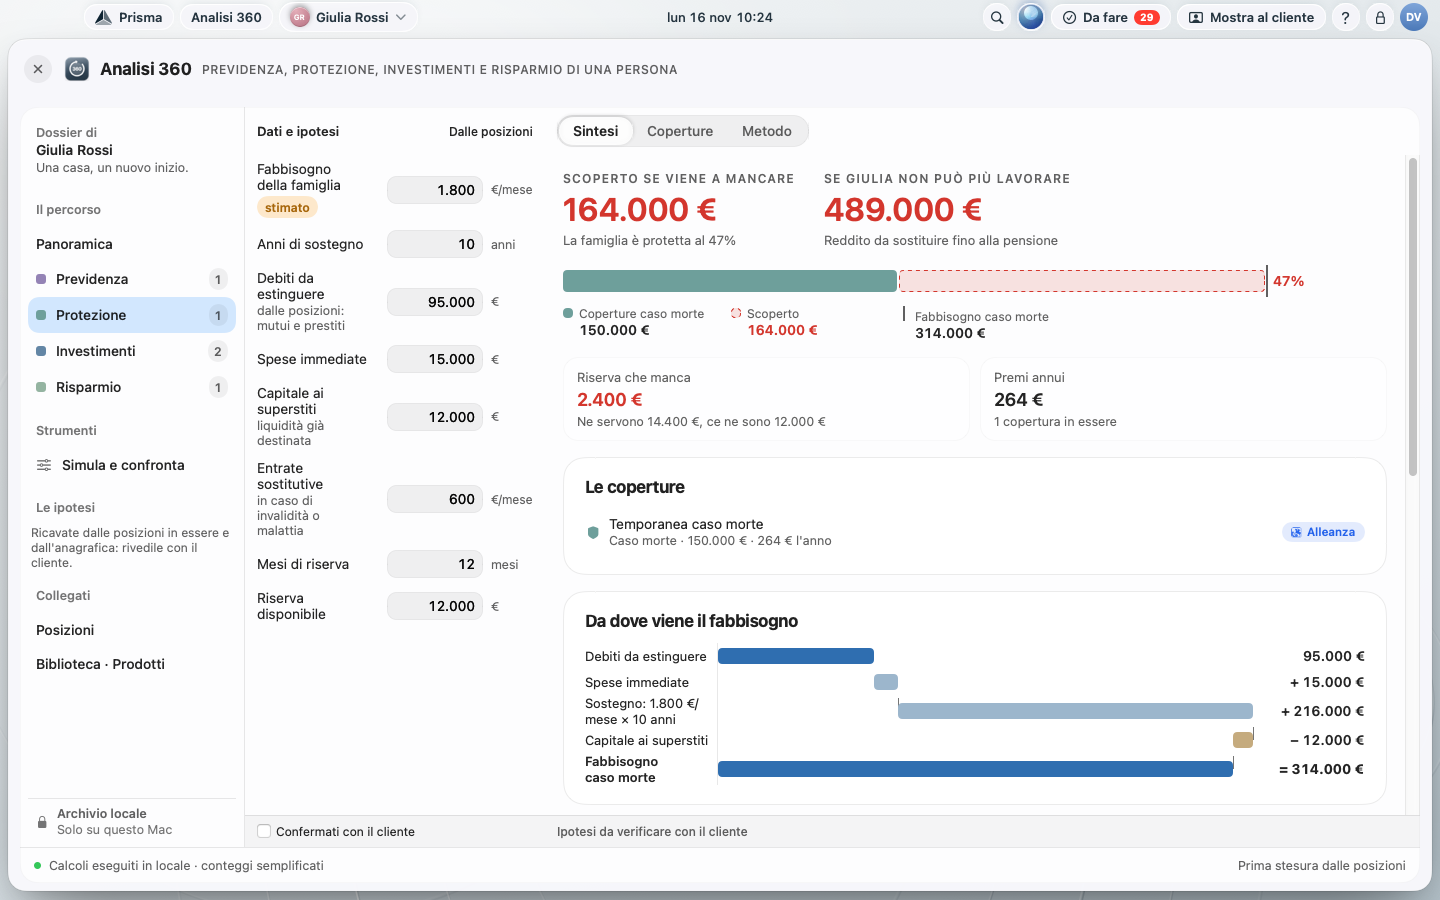 Prisma
Analisi 360
GR Giulia Rossi
lun 16 nov 10:24
Da fare 29
Mostra al cliente
?
DV
360
Analisi 360 PREVIDENZA, PROTEZIONE, INVESTIMENTI E RISPARMIO DI UNA PERSONA
Dossier di
Giulia Rossi
Una casa, un nuovo inizio.
Il percorso
Panoramica
Previdenza 1
Protezione 1
Investimenti 2
Risparmio 1
Strumenti
Simula e confronta
Le ipotesi
Ricavate dalle posizioni in essere e
dall'anagrafica: rivedile con il
cliente.
Collegati
Posizioni
Biblioteca · Prodotti
Archivio locale
Solo su questo Mac
Dati e ipotesi Dalle posizioni
Fabbisogno
della famiglia
stimato
1.800 €/mese
Anni di sostegno 10 anni
Debiti da
estinguere
dalle posizioni:
mutui e prestiti
95.000 €
Spese immediate 15.000 €
Capitale ai
superstiti
liquidità già
destinata
12.000 €
Entrate
sostitutive
in caso di
invalidità o
malattia
600 €/mese
Mesi di riserva 12 mesi
Riserva
disponibile
12.000 €
Confermati con il cliente
Sintesi Coperture Metodo
SCOPERTO SE VIENE A MANCARE
164.000 €
La famiglia è protetta al 47%
SE GIULIA NON PUÒ PIÙ LAVORARE
489.000 €
Reddito da sostituire fino alla pensione
47%
Coperture caso morte
150.000 €
Scoperto
164.000 €
Fabbisogno caso morte
314.000 €
Riserva che manca
2.400 €
Ne servono 14.400 €, ce ne sono 12.000 €
Premi annui
264 €
1 copertura in essere
Le coperture
Temporanea caso morte
Caso morte · 150.000 € · 264 € l'anno
Alleanza
Da dove viene il fabbisogno
Debiti da estinguere 95.000 €
Spese immediate + 15.000 €
Sostegno: 1.800 €/
mese × 10 anni
+ 216.000 €
Capitale ai superstiti − 12.000 €
Fabbisogno
caso morte
= 314.000 €
Ipotesi da verificare con il cliente
Calcoli eseguiti in locale · conteggi semplificati
Prima stesura dalle posizioni